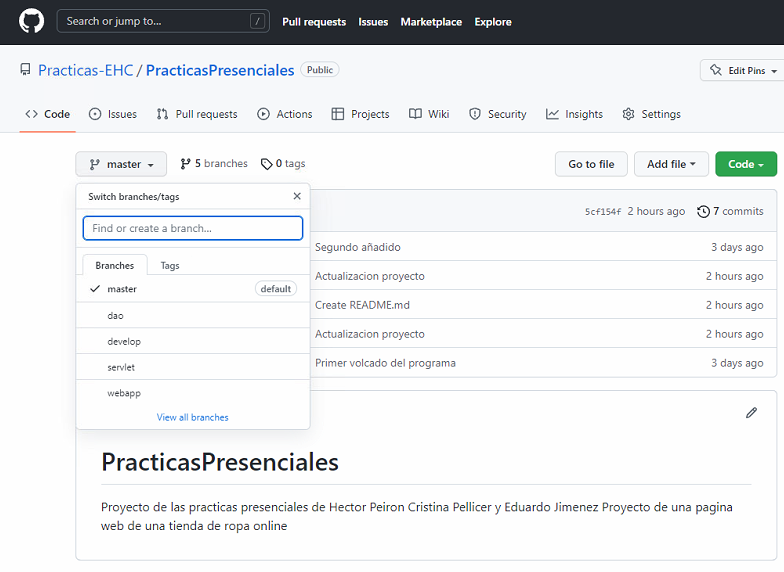 Search or jump to... /
Pull requests Issues Marketplace Explore
Practicas-EHC / PracticasPresenciales Public
Edit Pins
Code Issues Pull requests Actions Projects Wiki Security Insights Settings
master 5 branches 0 tags Go to file Add file Code
Switch branches/tags
Find or create a branch...
Branches Tags
master default
dao
develop
servlet
webapp
View all branches
5cf154f 2 hours ago 7 commits
Segundo añadido 3 days ago
Actualizacion proyecto 2 hours ago
Create README.md 2 hours ago
Actualizacion proyecto 2 hours ago
Primer volcado del programa 3 days ago
PracticasPresenciales
Proyecto de las practicas presenciales de Hector Peiron Cristina Pellicer y Eduardo Jimenez Proyecto de una pagina
web de una tienda de ropa online